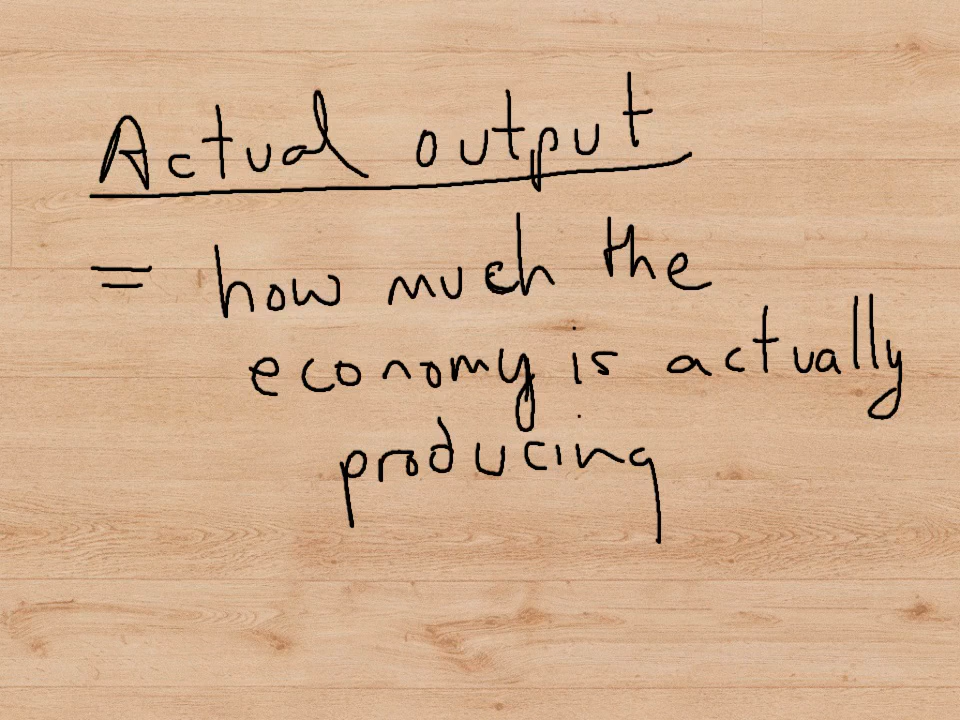 Actual output
= how much the
economy is actually
producing